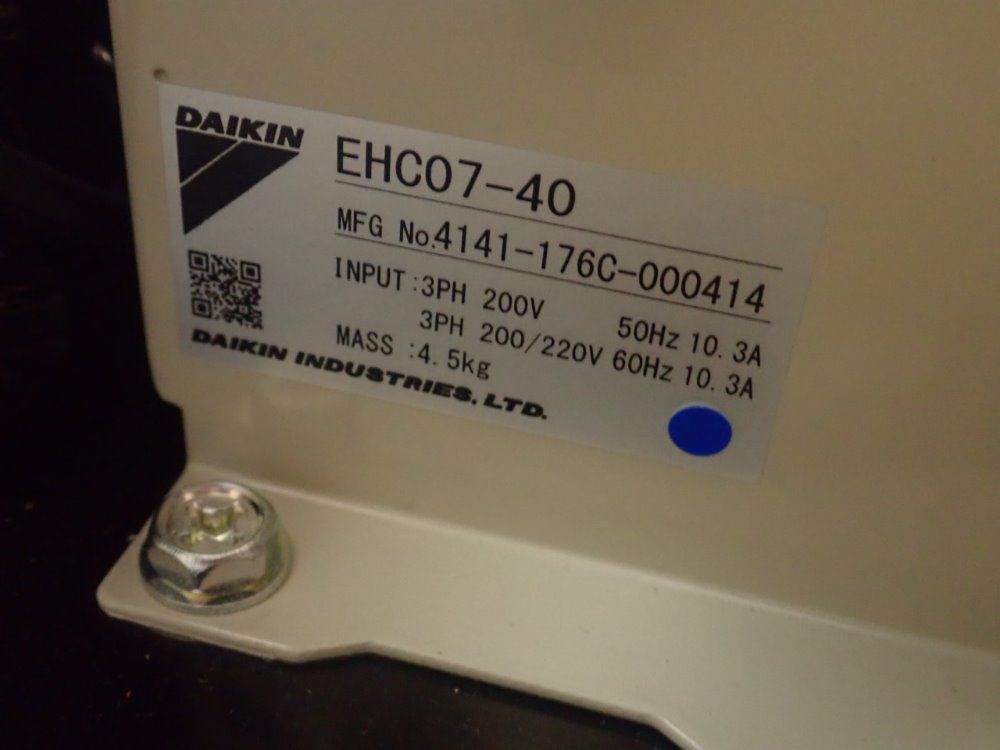 DAIKIN
EHC07-40
MFG No.4141-176C-000414
INPUT :3PH 200V 50Hz 10.3A
3PH 200/220V 60Hz 10.3A
MASS :4.5kg
DAIKIN INDUSTRIES, LTD.